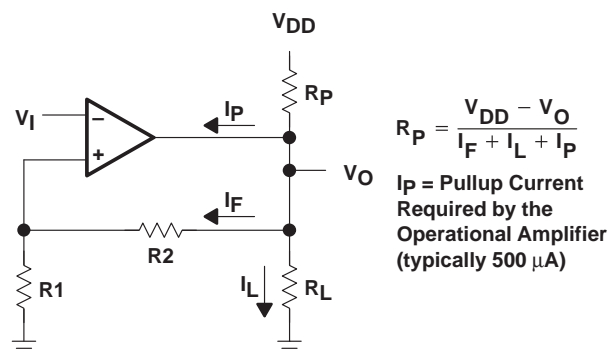 VDD
RP
IP
VI
−
+
VO
IF
R2
R1
IL
RL
RP = VDD − VO / IF + IL + IP
IP = Pullup Current
Required by the
Operational Amplifier
(typically 500 μA)